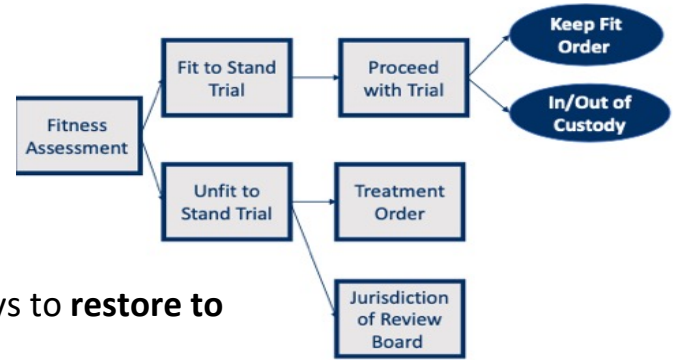 Keep Fit
Order
Fit to Stand
Trial
Proceed
with Trial
In/Out of
Custody
Fitness
Assessment
Unfit to
Stand Trial
Treatment
Order
Jurisdiction
of Review
Board
to restore to